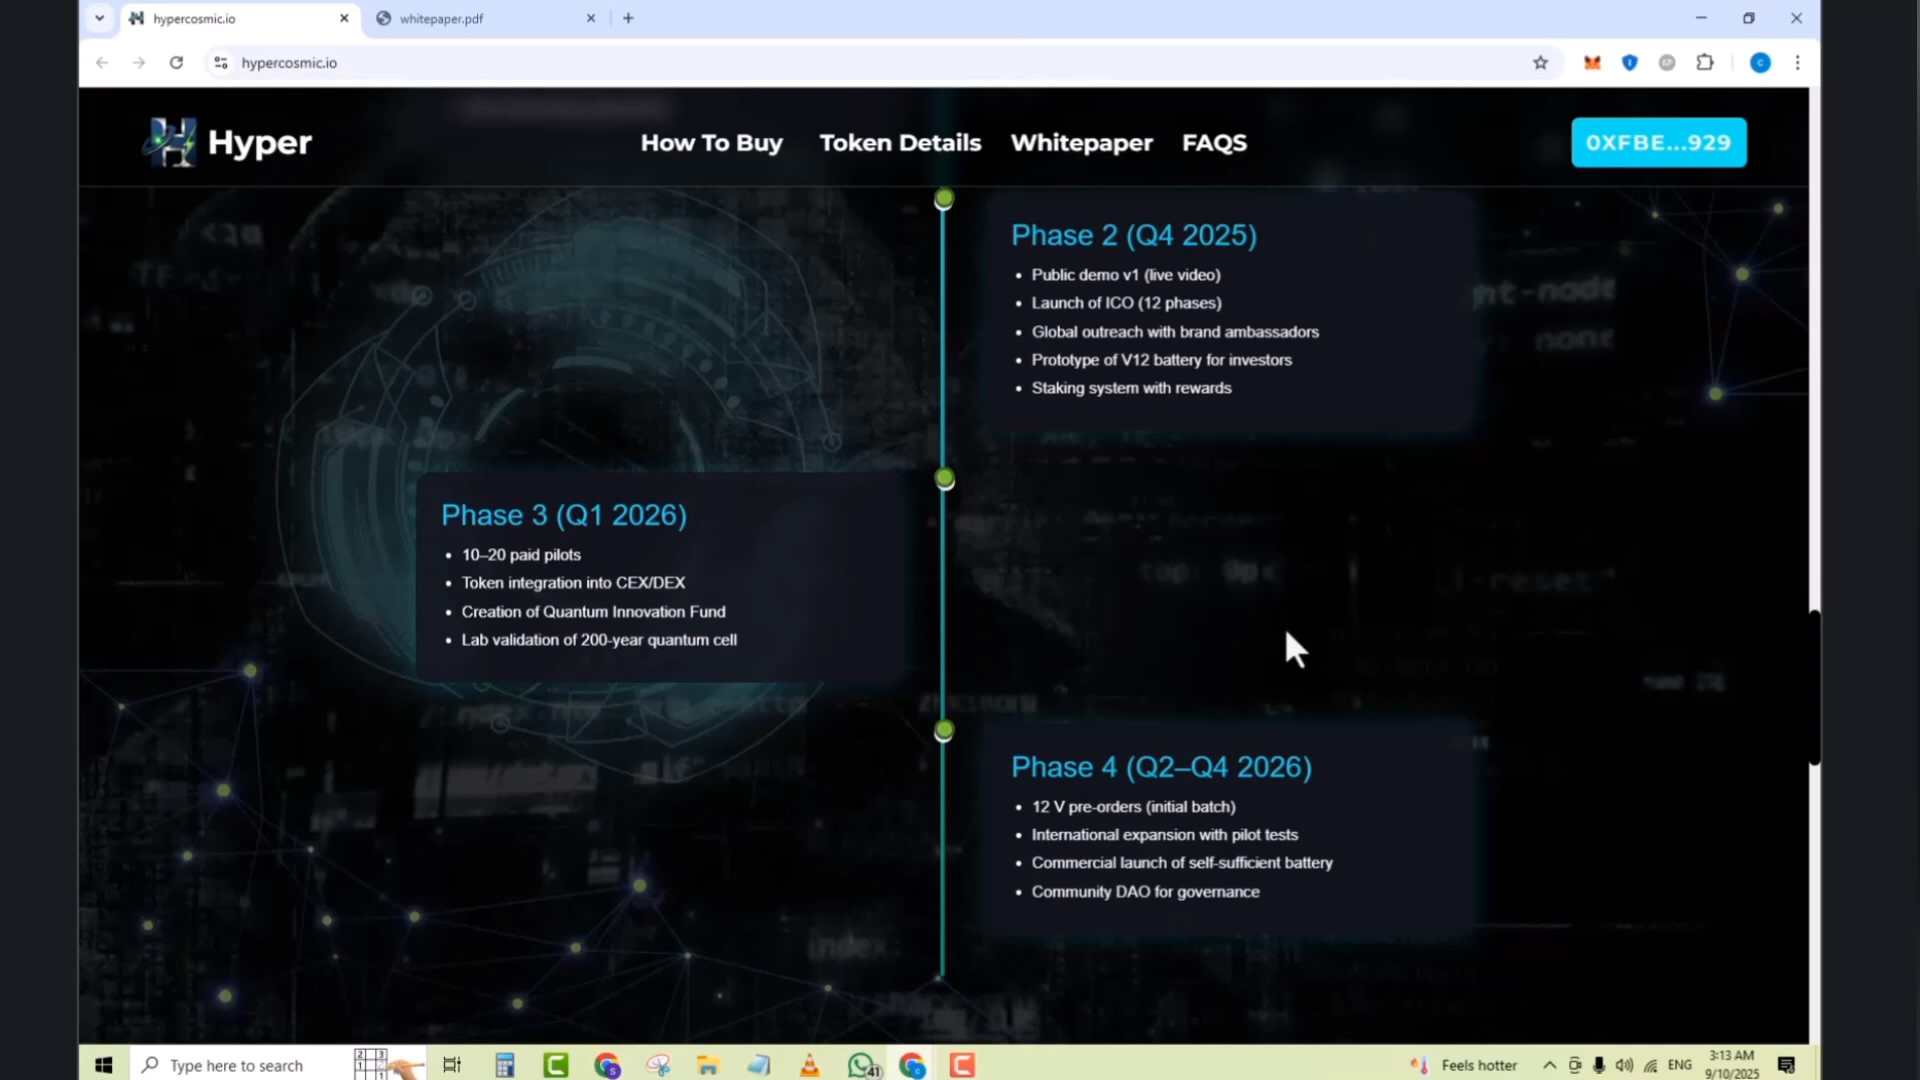 hypercosmic.io
whitepaper.pdf
hypercosmic.io
Hyper
How To Buy
Token Details
Whitepaper
FAQS
0XFBE...929
Phase 2 (Q4 2025)
• Public demo v1 (live video)
• Launch of ICO (12 phases)
• Global outreach with brand ambassadors
• Prototype of V12 battery for investors
• Staking system with rewards
Phase 3 (Q1 2026)
• 10–20 paid pilots
• Token integration into CEX/DEX
• Creation of Quantum Innovation Fund
• Lab validation of 200-year quantum cell
Phase 4 (Q2–Q4 2026)
• 12 V pre-orders (initial batch)
• International expansion with pilot tests
• Commercial launch of self-sufficient battery
• Community DAO for governance
Type here to search
41
Feels hotter
ENG
3:13 AM
9/10/2025